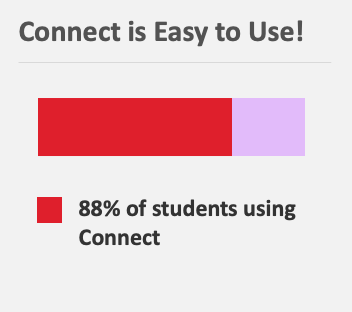 Connect is Easy to Use!
88% of students using
Connect